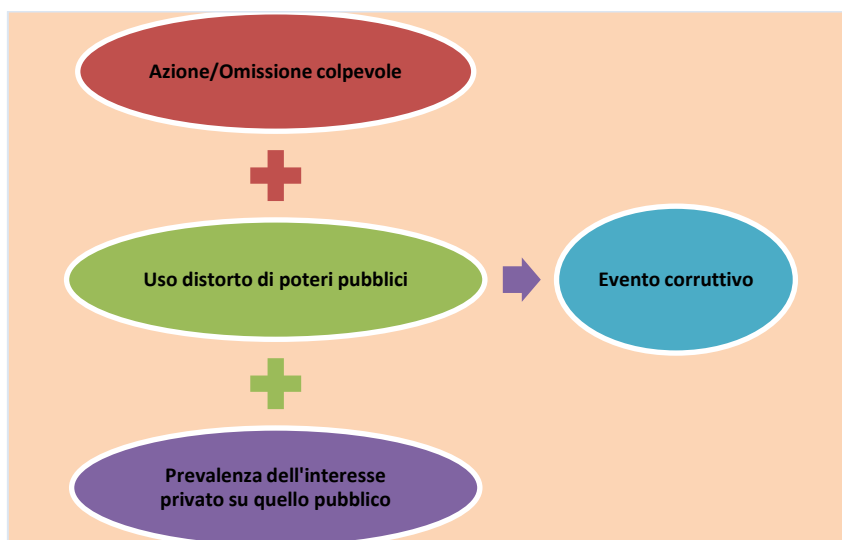 Azione/Omissione colpevole
Uso distorto di poteri pubblici
Evento corruttivo
Prevalenza dell'interesse
privato su quello pubblico